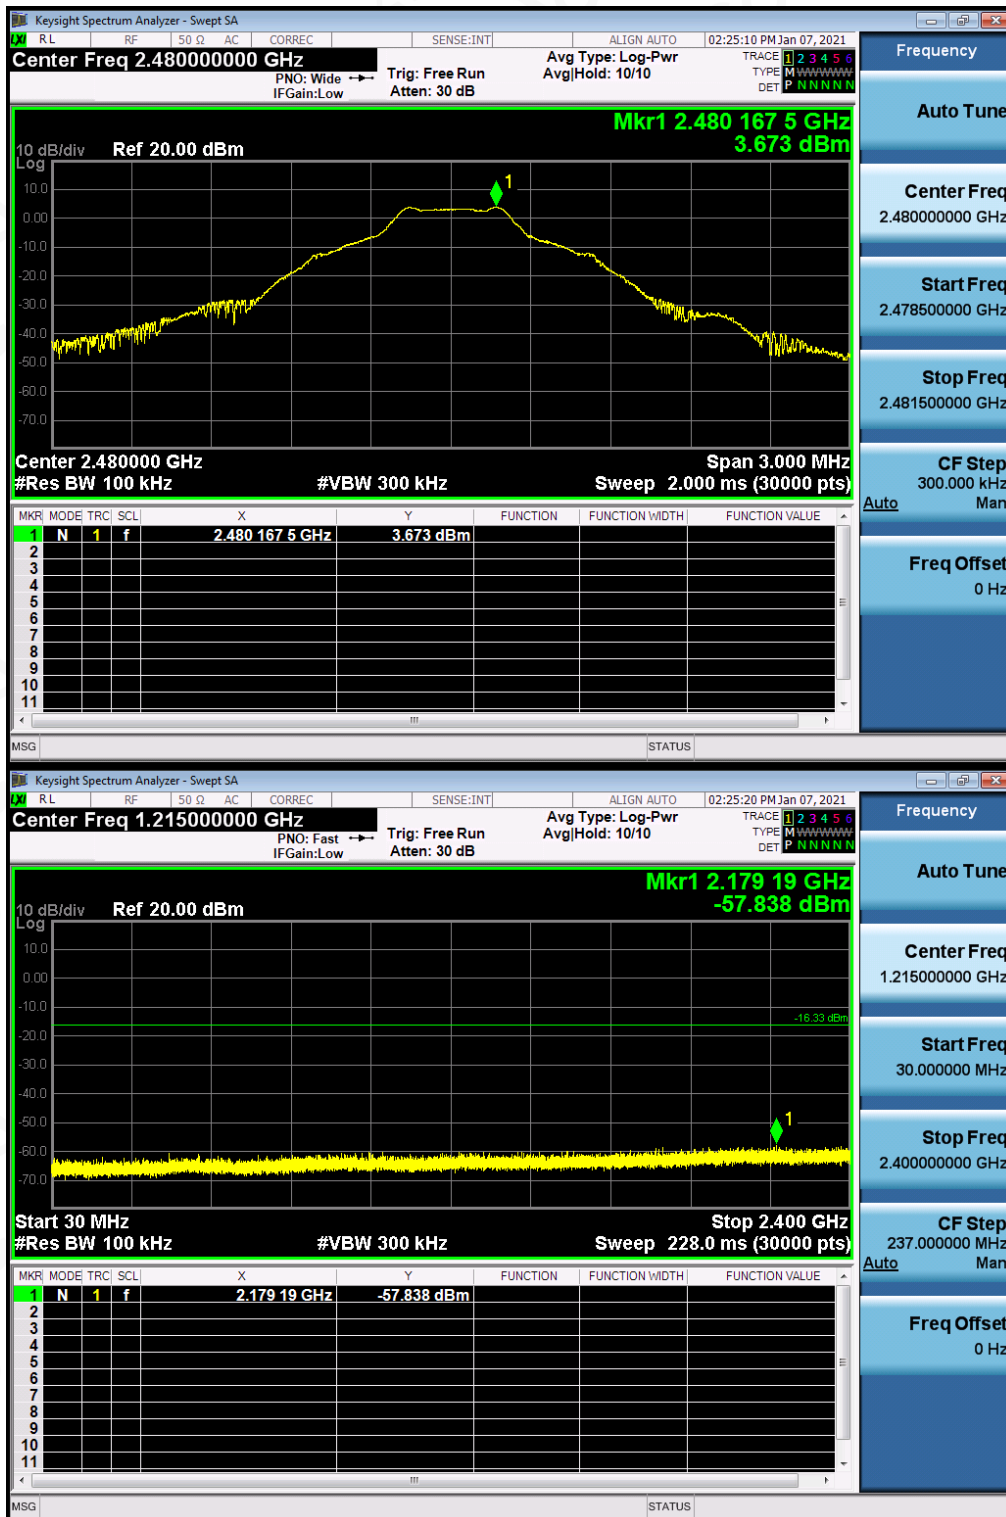 Keysight Spectrum Analyzer - Swept SA
LXI RL RF 50 Ω AC CORREC SENSE:INT ALIGN AUTO 02:25:10 PM Jan 07, 2021
Center Freq 2.480000000 GHz Avg Type: Log-Pwr TRACE 1 2 3 4 5 6
PNO: Wide Trig: Free Run Avg|Hold: 10/10 TYPE M WWWWW
IFGain:Low Atten: 30 dB DET P N N N N N
Mkr1 2.480 167 5 GHz
3.673 dBm
10 dB/div Ref 20.00 dBm
Log
10.0
1
0.00
-10.0
-20.0
-30.0
-40.0
-50.0
-60.0
-70.0
Center 2.480000 GHz Span 3.000 MHz
#Res BW 100 kHz #VBW 300 kHz Sweep 2.000 ms (30000 pts)
MKR MODE TRC SCL X Y FUNCTION FUNCTION WIDTH FUNCTION VALUE
1 N 1 f 2.480 167 5 GHz 3.673 dBm
2
3
4
5
6
7
8
9
10
11
MSG STATUS
Frequency
Auto Tune
Center Freq
2.480000000 GHz
Start Freq
2.478500000 GHz
Stop Freq
2.481500000 GHz
CF Step
300.000 kHz
Auto Man
Freq Offset
0 Hz
Keysight Spectrum Analyzer - Swept SA
LXI RL RF 50 Ω AC CORREC SENSE:INT ALIGN AUTO 02:25:20 PM Jan 07, 2021
Center Freq 1.215000000 GHz Avg Type: Log-Pwr TRACE 1 2 3 4 5 6
PNO: Fast Trig: Free Run Avg|Hold: 10/10 TYPE M WWWWW
IFGain:Low Atten: 30 dB DET P N N N N N
Mkr1 2.179 19 GHz
-57.838 dBm
10 dB/div Ref 20.00 dBm
Log
10.0
0.00
-10.0
-16.33 dBm
-20.0
-30.0
-40.0
-50.0
1
-60.0
-70.0
Start 30 MHz Stop 2.400 GHz
#Res BW 100 kHz #VBW 300 kHz Sweep 228.0 ms (30000 pts)
MKR MODE TRC SCL X Y FUNCTION FUNCTION WIDTH FUNCTION VALUE
1 N 1 f 2.179 19 GHz -57.838 dBm
2
3
4
5
6
7
8
9
10
11
MSG STATUS
Frequency
Auto Tune
Center Freq
1.215000000 GHz
Start Freq
30.000000 MHz
Stop Freq
2.400000000 GHz
CF Step
237.000000 MHz
Auto Man
Freq Offset
0 Hz